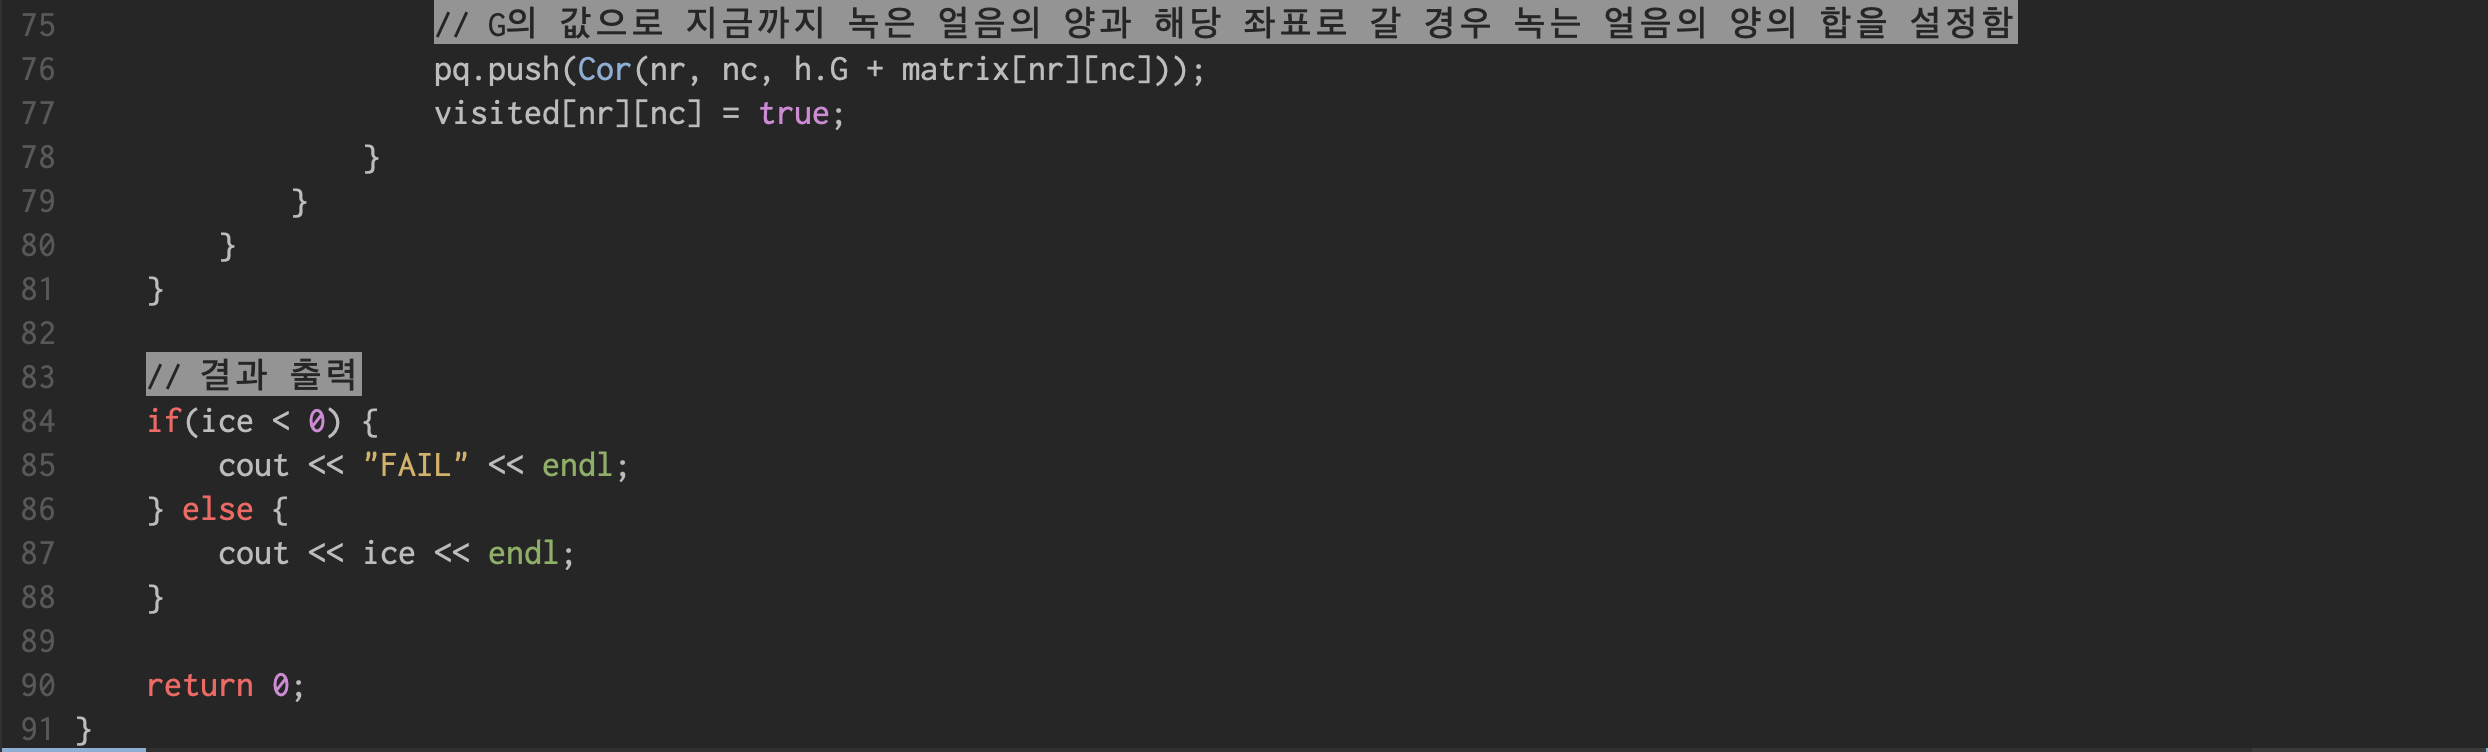 75 // G의 값으로 지금까지 녹은 얼음의 양과 해당 좌표로 갈 경우 녹는 얼음의 양의 합을 설정함
76 pq.push(Cor(nr, nc, h.G + matrix[nr][nc]));
77 visited[nr][nc] = true;
78 }
79 }
80 }
81 }
82
83 // 결과 출력
84 if(ice < 0) {
85 cout << "FAIL" << endl;
86 } else {
87 cout << ice << endl;
88 }
89
90 return 0;
91 }